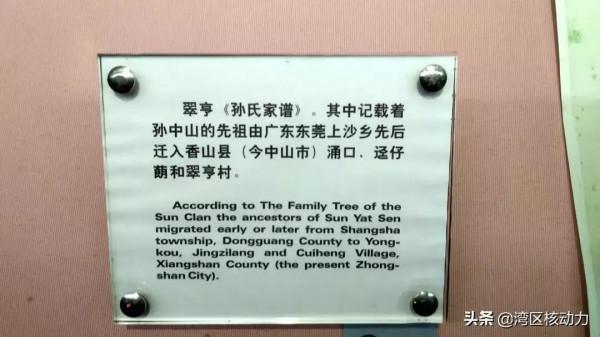 翠亨《孙氏家谱》。其中记载着
孙中山的先祖由广东东莞上沙乡先后
迁入香山县（今中山市）涌口、迳仔
蓢和翠亨村。
According to The Family Tree of the
Sun Clan the ancestors of Sun Yat Sen
migrated early or later from Shangsha
township, Dongguang County to Yong-
kou, Jingzilang and Cuiheng Village,
Xiangshan County (the present Zhong-
shan City).
头条 @湾区核动力